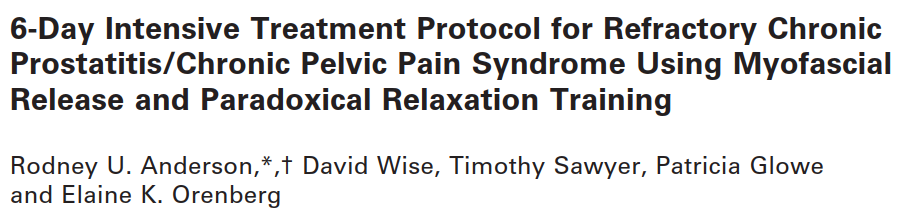 6-Day Intensive Treatment Protocol for Refractory Chronic
Prostatitis/Chronic Pelvic Pain Syndrome Using Myofascial
Release and Paradoxical Relaxation Training
Rodney U. Anderson,*,† David Wise, Timothy Sawyer, Patricia Glowe
and Elaine K. Orenberg